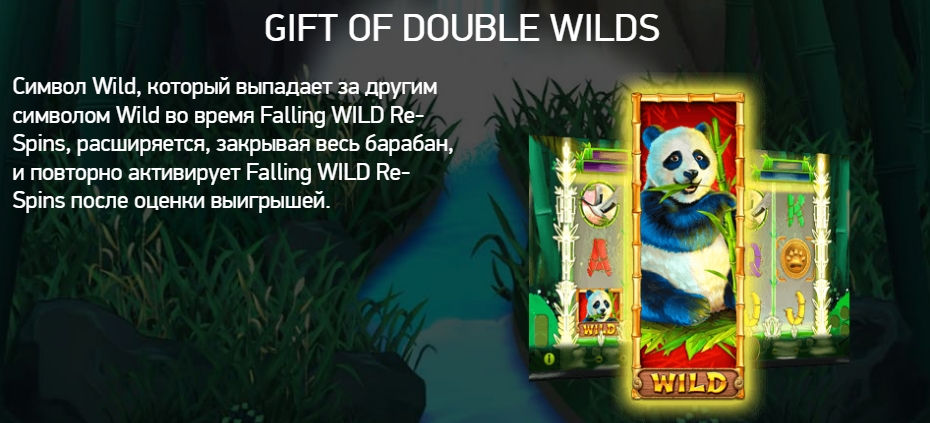 GIFT OF DOUBLE WILDS
Символ Wild, который выпадает за другим
символом Wild во время Falling WILD Re-
Spins, расширяется, закрывая весь барабан,
и повторно активирует Falling WILD Re-
Spins после оценки выигрышей.
A
K
Q
J
WILD
WILD